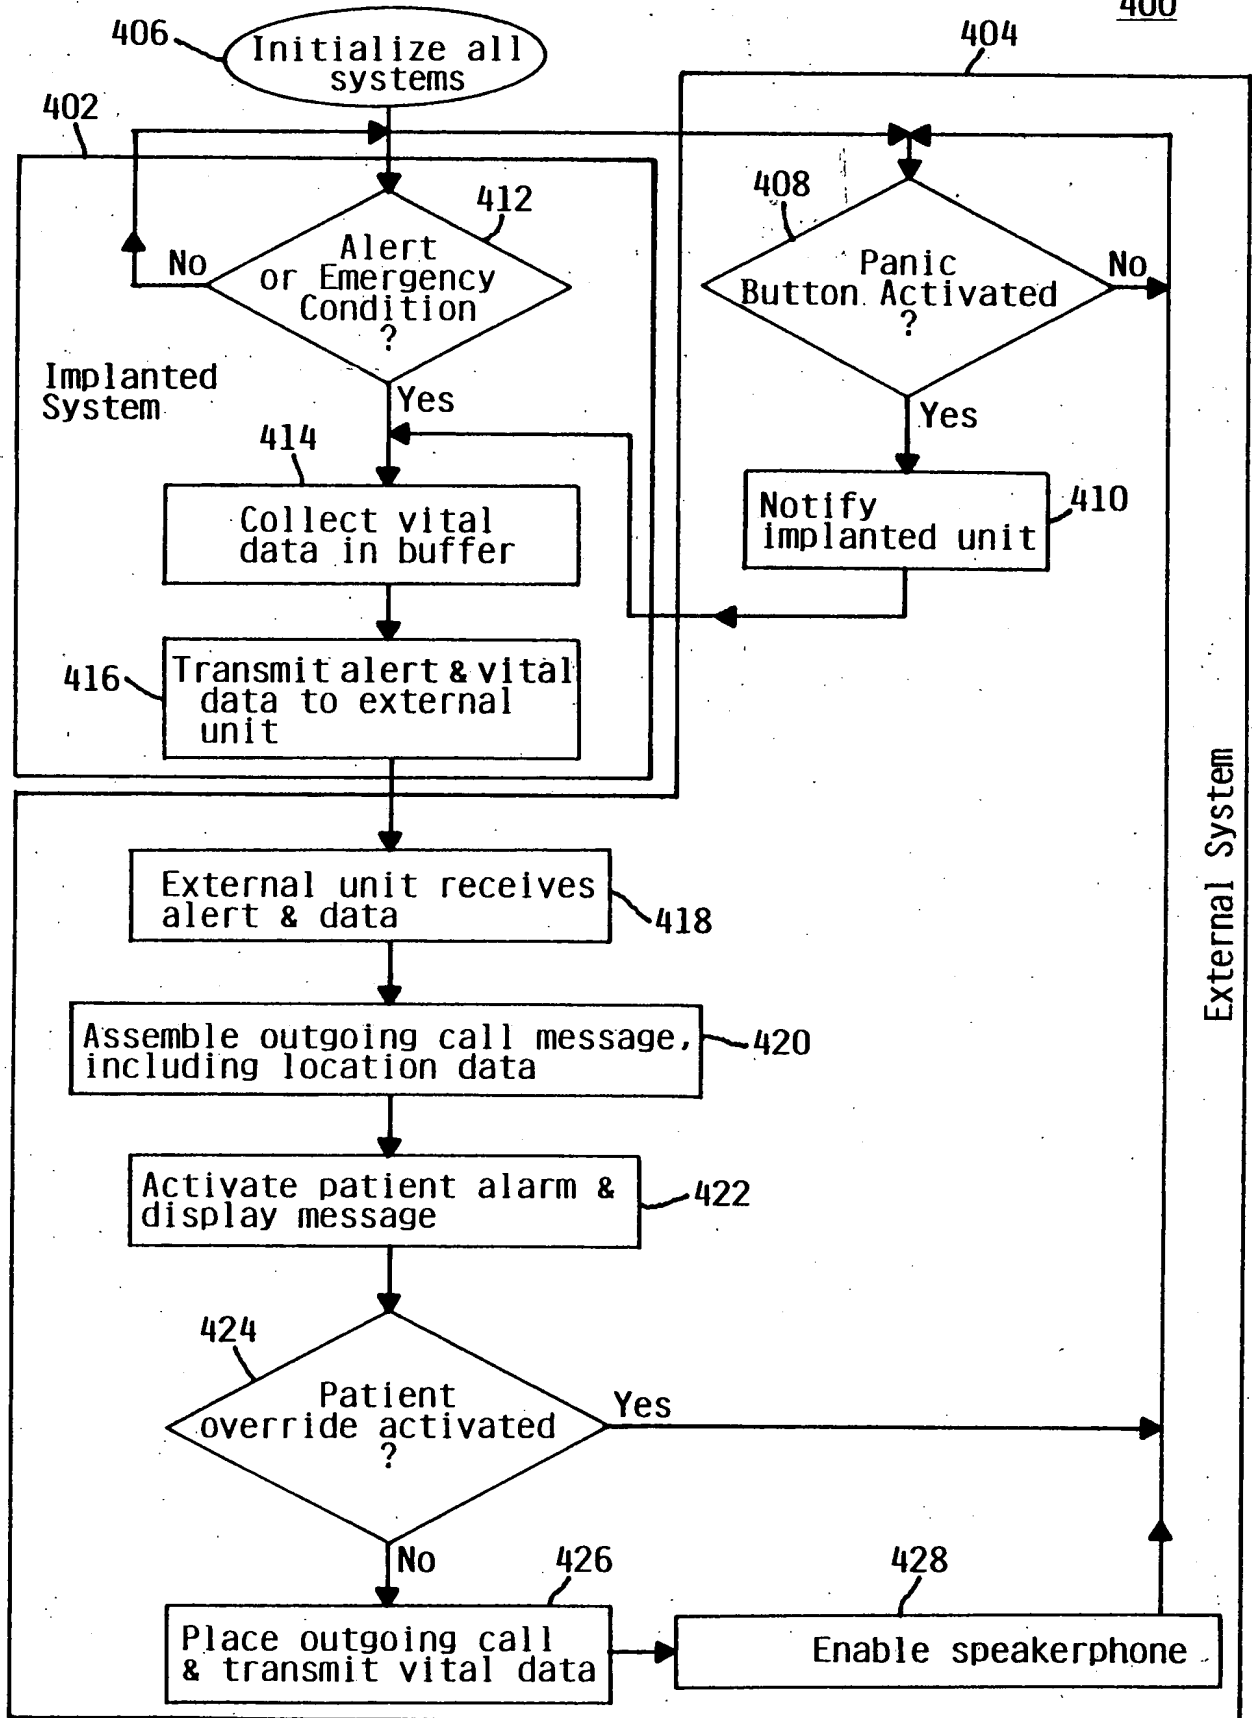 400
406
Initialize all
systems
404
402
412
408
Alert
or Emergency
Condition
?
No
Panic
Button Activated
?
No
Implanted
System
Yes
Yes
414
Collect vital
data in buffer
Notify
implanted unit
410
416
Transmit alert & vital
data to external
unit
External System
External unit receives
alert & data
418
Assemble outgoing call message,
including location data
420
Activate patient alarm &
display message
422
424
Patient
override activated
?
Yes
No
426
428
Place outgoing call
& transmit vital data
Enable speakerphone